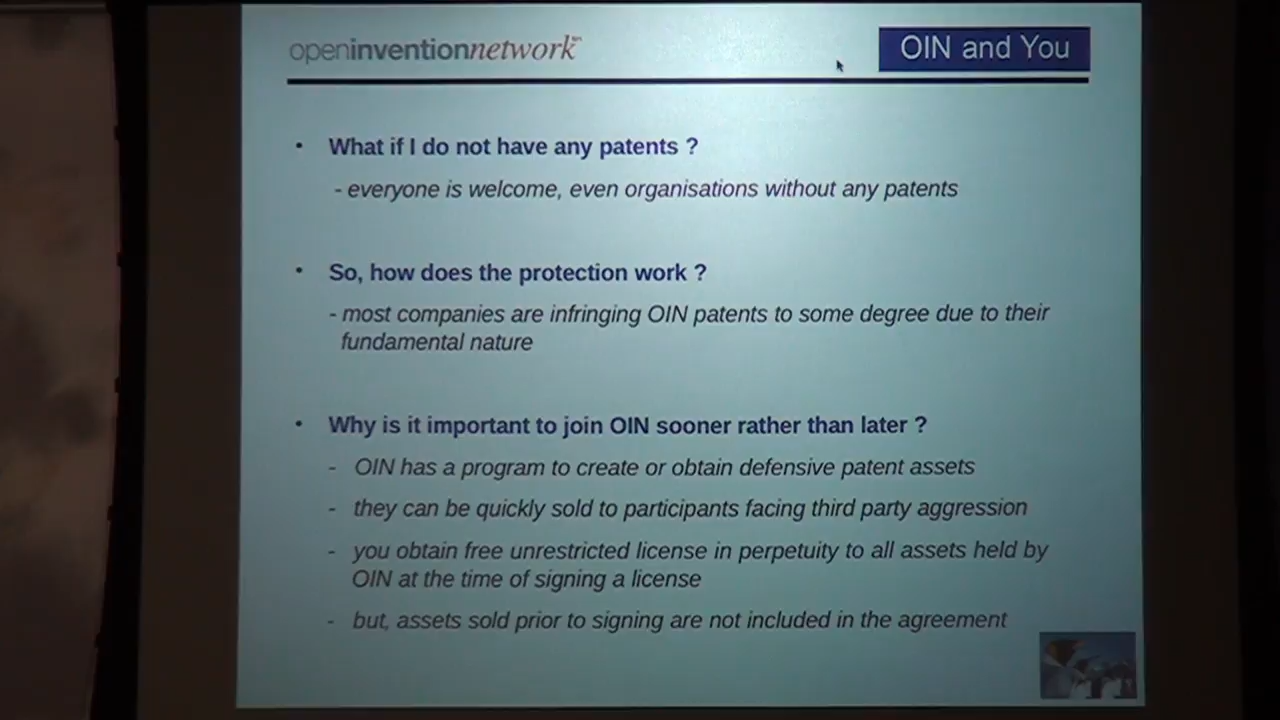 openinventionnetwork
OIN and You
• What if I do not have any patents ?
- everyone is welcome, even organisations without any patents
• So, how does the protection work ?
- most companies are infringing OIN patents to some degree due to their
fundamental nature
• Why is it important to join OIN sooner rather than later ?
- OIN has a program to create or obtain defensive patent assets
- they can be quickly sold to participants facing third party aggression
- you obtain free unrestricted license in perpetuity to all assets held by
OIN at the time of signing a license
- but, assets sold prior to signing are not included in the agreement